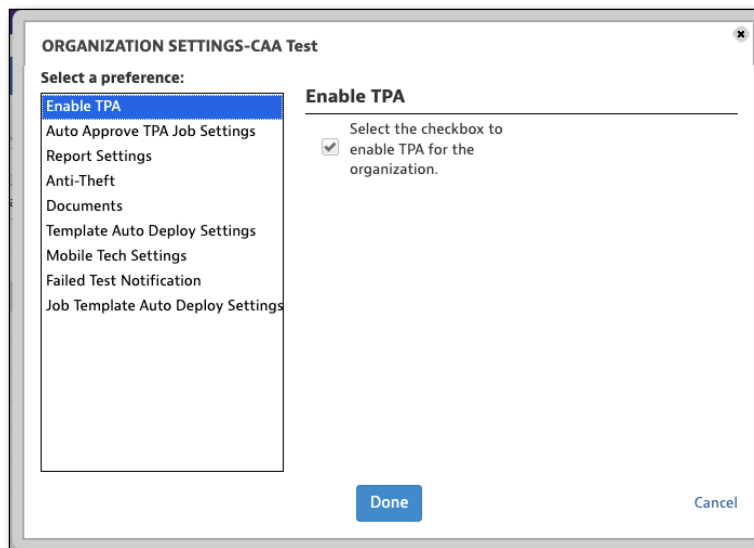 ORGANIZATION SETTINGS-CAA Test
Select a preference:
Enable TPA
Auto Approve TPA Job Settings
Report Settings
Anti-Theft
Documents
Template Auto Deploy Settings
Mobile Tech Settings
Failed Test Notification
Job Template Auto Deploy Settings
Enable TPA
Select the checkbox to
enable TPA for the
organization.
Done
Cancel